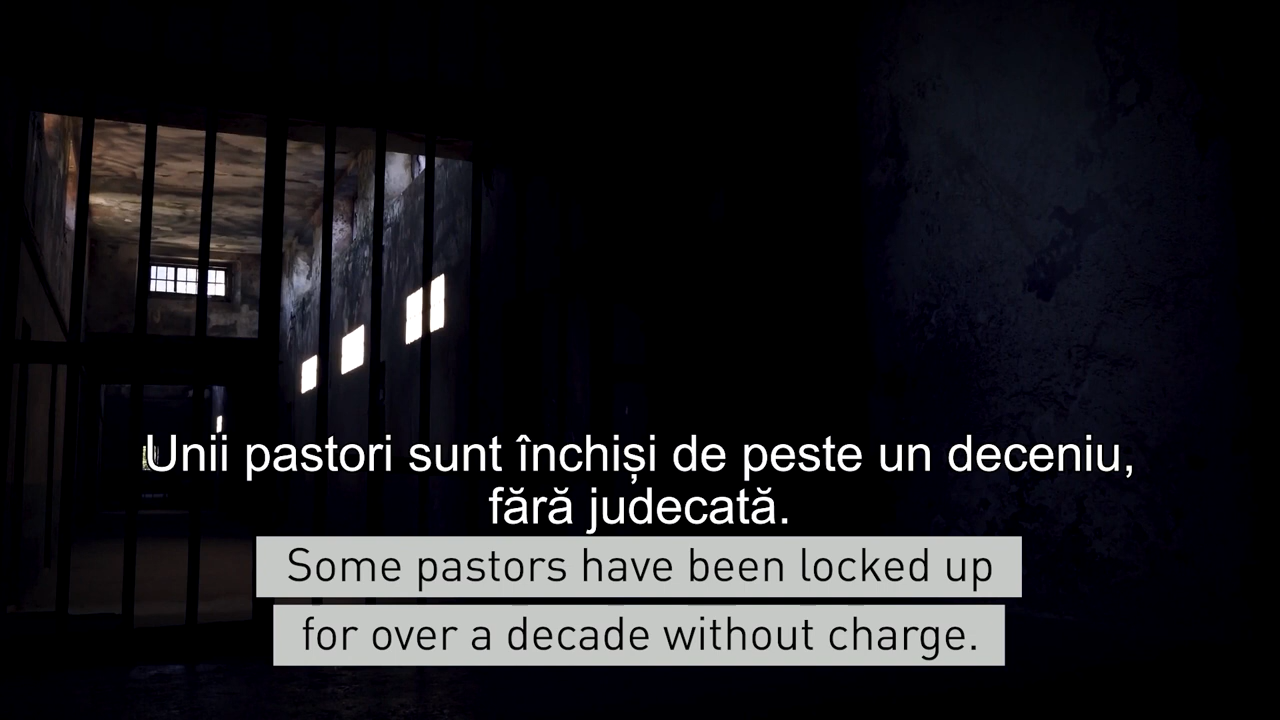 Unii pastori sunt închiși de peste un deceniu,
fără judecată.
Some pastors have been locked up
for over a decade without charge.